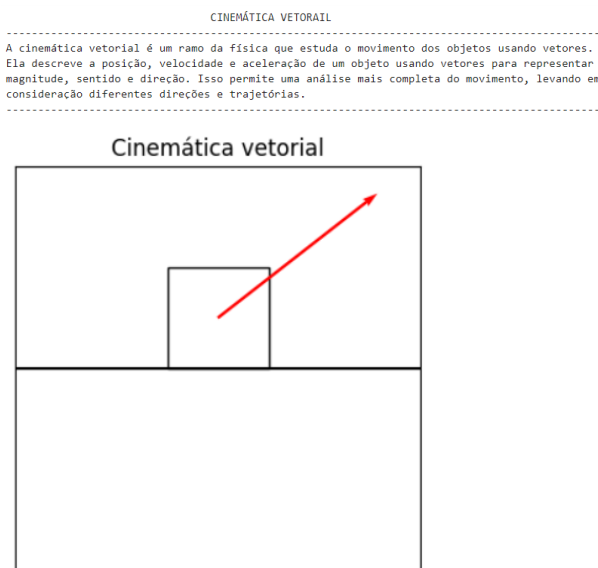 CINEMÁTICA VETORAIL
A cinemática vetorial é um ramo da física que estuda o movimento dos objetos usando vetores.
Ela descreve a posição, velocidade e aceleração de um objeto usando vetores para representar
magnitude, sentido e direção. Isso permite uma análise mais completa do movimento, levando em
consideração diferentes direções e trajetórias.
Cinemática vetorial